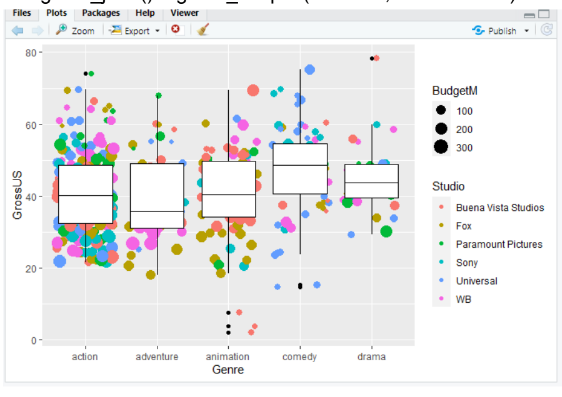 Files Plots Packages Help Viewer
Zoom Export Publish
80
60
40
20
0
GrossUS
action adventure animation comedy drama
Genre
BudgetM
100
200
300
Studio
Buena Vista Studios
Fox
Paramount Pictures
Sony
Universal
WB